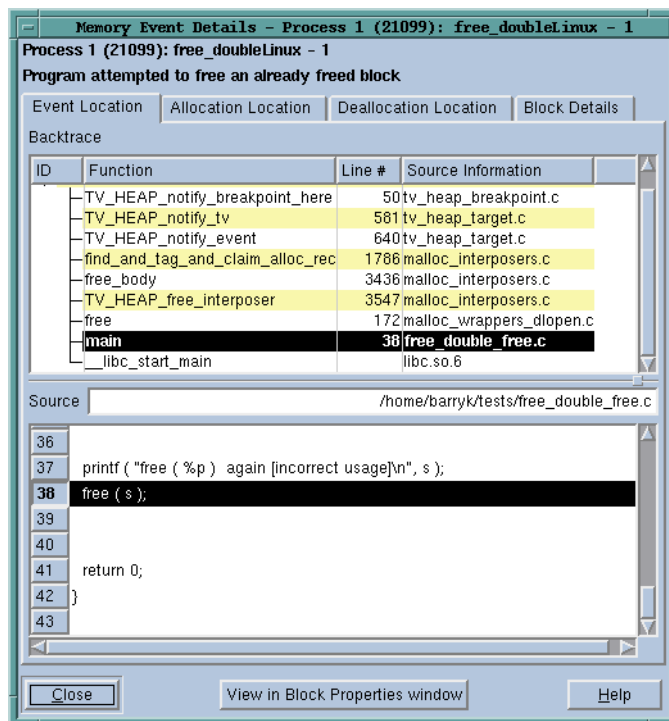 Memory Event Details - Process 1 (21099): free_doubleLinux - 1
Process 1 (21099): free_doubleLinux - 1
Program attempted to free an already freed block
Event Location Allocation Location Deallocation Location Block Details
Backtrace
ID Function Line # Source Information
TV_HEAP_notify_breakpoint_here 50 tv_heap_breakpoint.c
TV_HEAP_notify_tv 581 tv_heap_target.c
TV_HEAP_notify_event 640 tv_heap_target.c
find_and_tag_and_claim_alloc_rec 1786 malloc_interposers.c
free_body 3436 malloc_interposers.c
TV_HEAP_free_interposer 3547 malloc_interposers.c
free 172 malloc_wrappers_dlopen.c
main 38 free_double_free.c
__libc_start_main libc.so.6
Source /home/barryk/tests/free_double_free.c
36
37 printf ( "free ( %p ) again [incorrect usage]\n", s );
38 free ( s );
39
40
41 return 0;
42 }
43
Close View in Block Properties window Help